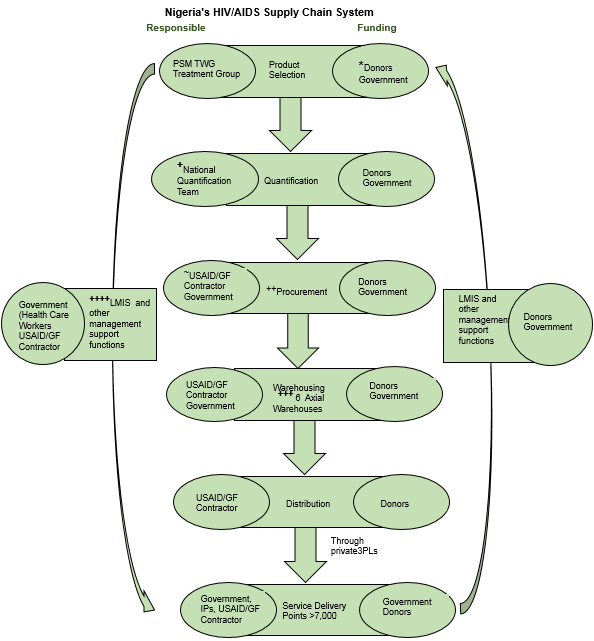 Nigeria's HIV/AIDS Supply Chain System
Responsible
Funding
PSM TWG
Treatment Group
Product
Selection
*Donors
Government
+National
Quantification
Team
Quantification
Donors
Government
~USAID/GF
Contractor
Government
++Procurement
Donors
Government
Government
(Health Care
Workers
USAID/GF
Contractor
++++LMIS and
other
management
support
functions
LMIS and
other
management
support
functions
Donors
Government
USAID/GF
Contractor
Government
Warehousing
+++6 Axial
Warehouses
Donors
Government
USAID/GF
Contractor
Distribution
Donors
Through
private3PLs
Government,
IPs, USAID/GF
Contractor
Service Delivery
Points >7,000
Government
Donors